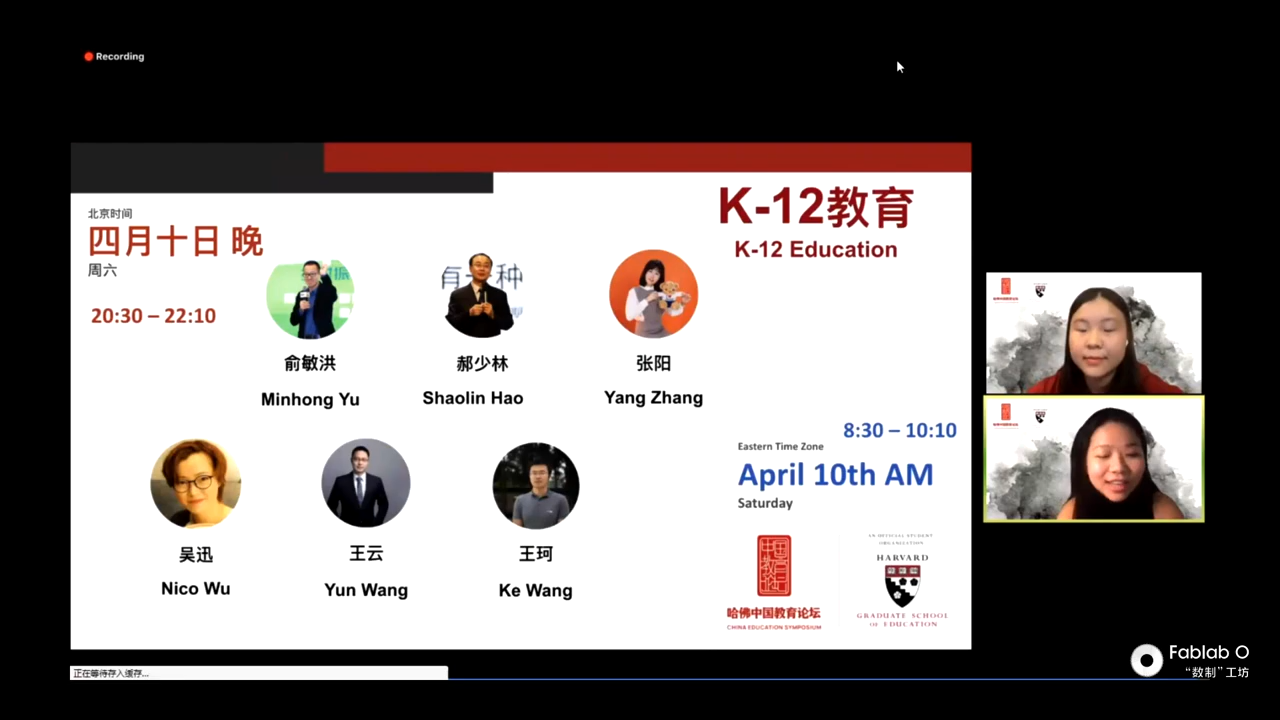 Recording
北京时间
四月十日 晚
周六
20:30 – 22:10
K-12教育
K-12 Education
俞敏洪
Minhong Yu
郝少林
Shaolin Hao
张阳
Yang Zhang
吴迅
Nico Wu
王云
Yun Wang
王珂
Ke Wang
8:30 – 10:10
Eastern Time Zone
April 10th AM
Saturday
哈佛中国教育论坛
CHINA EDUCATION SYMPOSIUM
AN OFFICIAL STUDENT
ORGANIZATION
HARVARD
GRADUATE SCHOOL
OF EDUCATION
正在等待存入缓存...
Fablab O
“数制”工坊